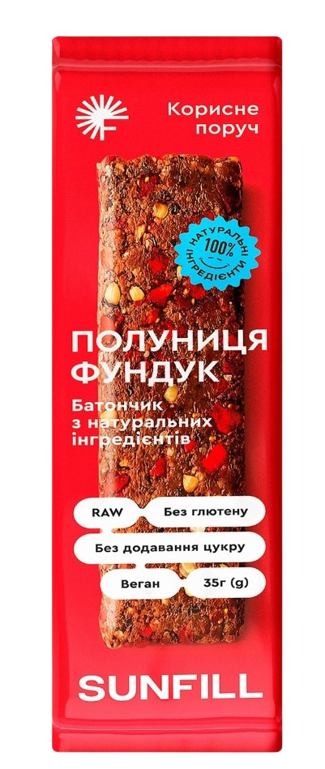 Корисне
поруч
НАТУРАЛЬНІ
100%
ІНГРЕДІЄНТИ
ПОЛУНИЦЯ
ФУНДУК
Батончик
з натуральних
інгредієнтів
RAW Без глютену
Без додавання цукру
Веган 35г (g)
SUNFILL